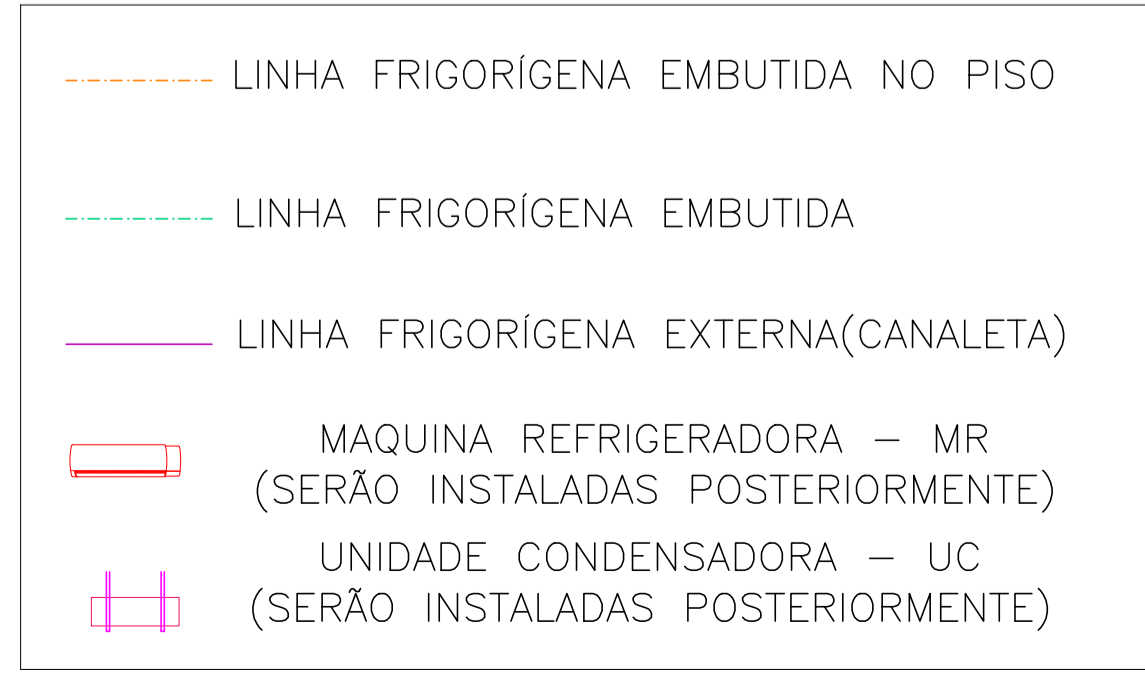 LINHA FRIGORÍGENA EMBUTIDA NO PISO
LINHA FRIGORÍGENA EMBUTIDA
LINHA FRIGORÍGENA EXTERNA(CANALETA)
MAQUINA REFRIGERADORA – MR
(SERÃO INSTALADAS POSTERIORMENTE)
UNIDADE CONDENSADORA – UC
(SERÃO INSTALADAS POSTERIORMENTE)